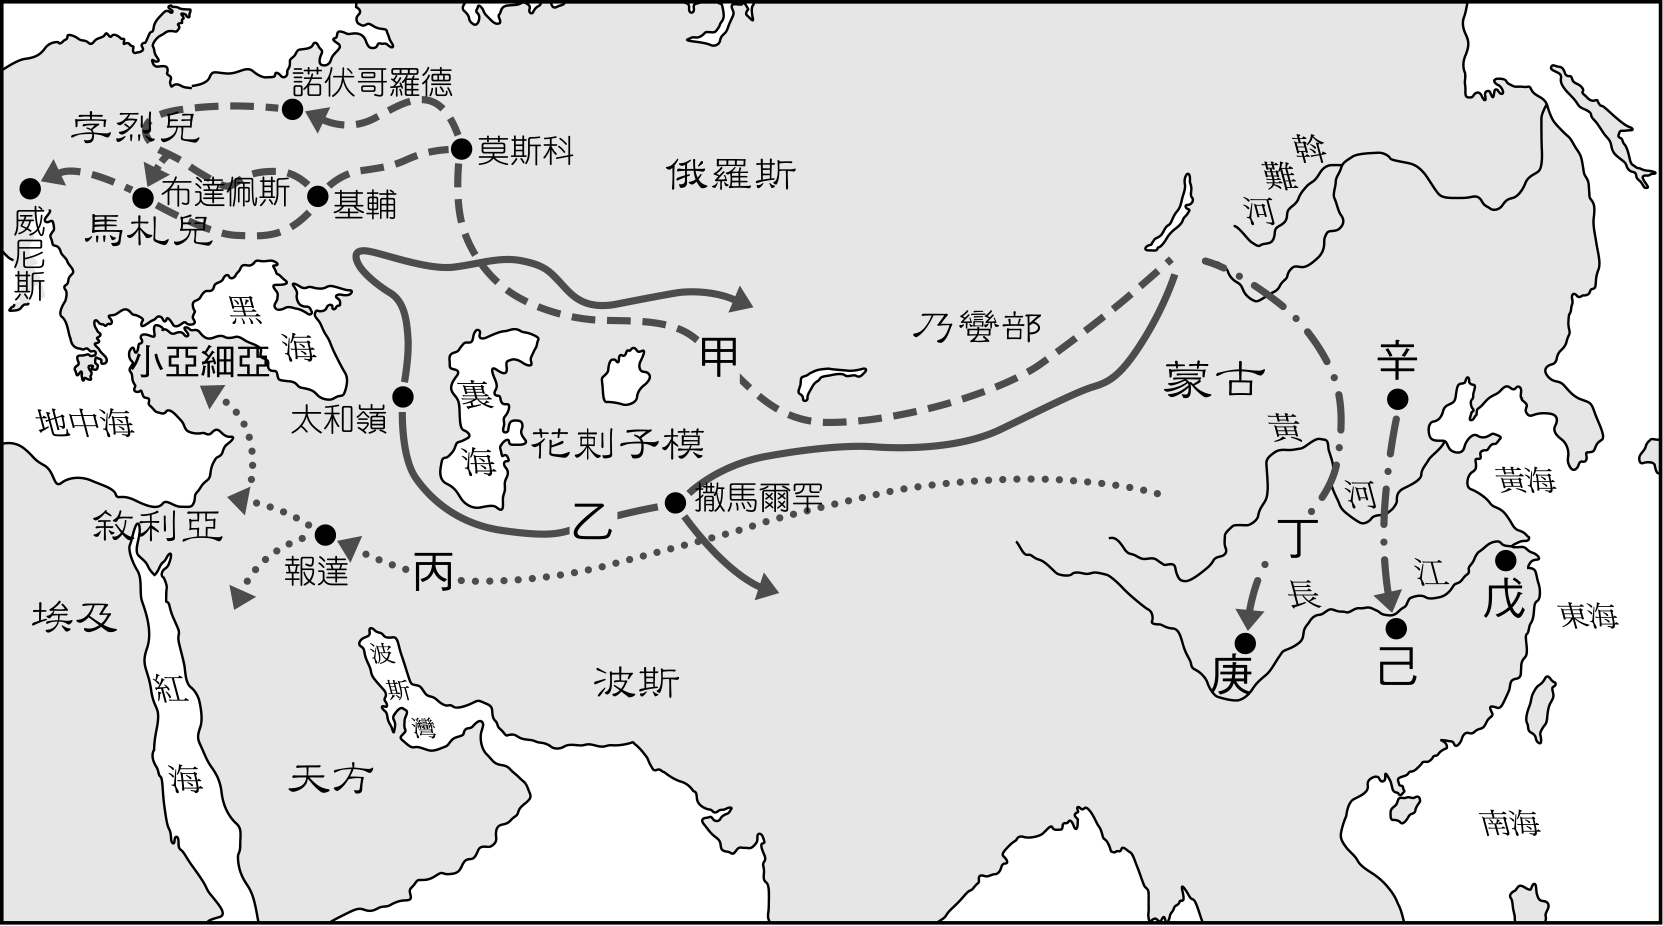 諾伏哥羅德
孛烈兒
莫斯科
俄羅斯
斡難河
布達佩斯
基輔
威尼斯
馬札兒
黑海
乃蠻部
小亞細亞
甲
辛
蒙古
裏海
太和嶺
地中海
花剌子模
黃河
黃海
撒馬爾罕
乙
敘利亞
報達
丙
丁
長江
戊
埃及
東海
庚
己
波斯灣
波斯
紅海
天方
南海